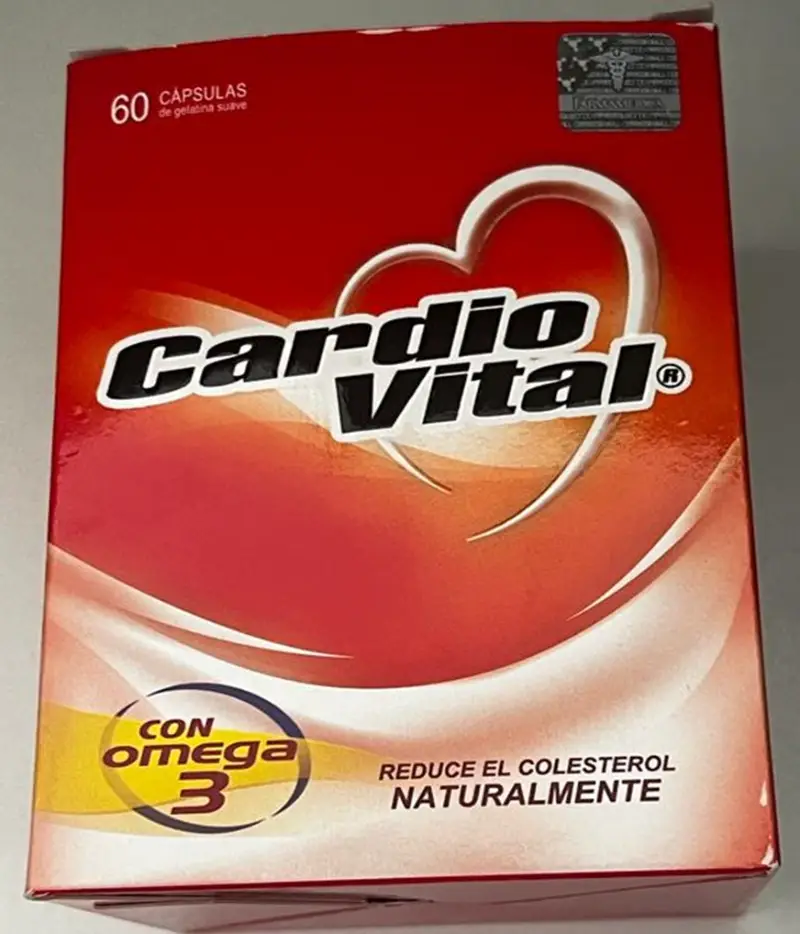 60 CÁPSULAS
de gelatina suave
Cardio
Vital®
CON
omega
3
REDUCE EL COLESTEROL
NATURALMENTE